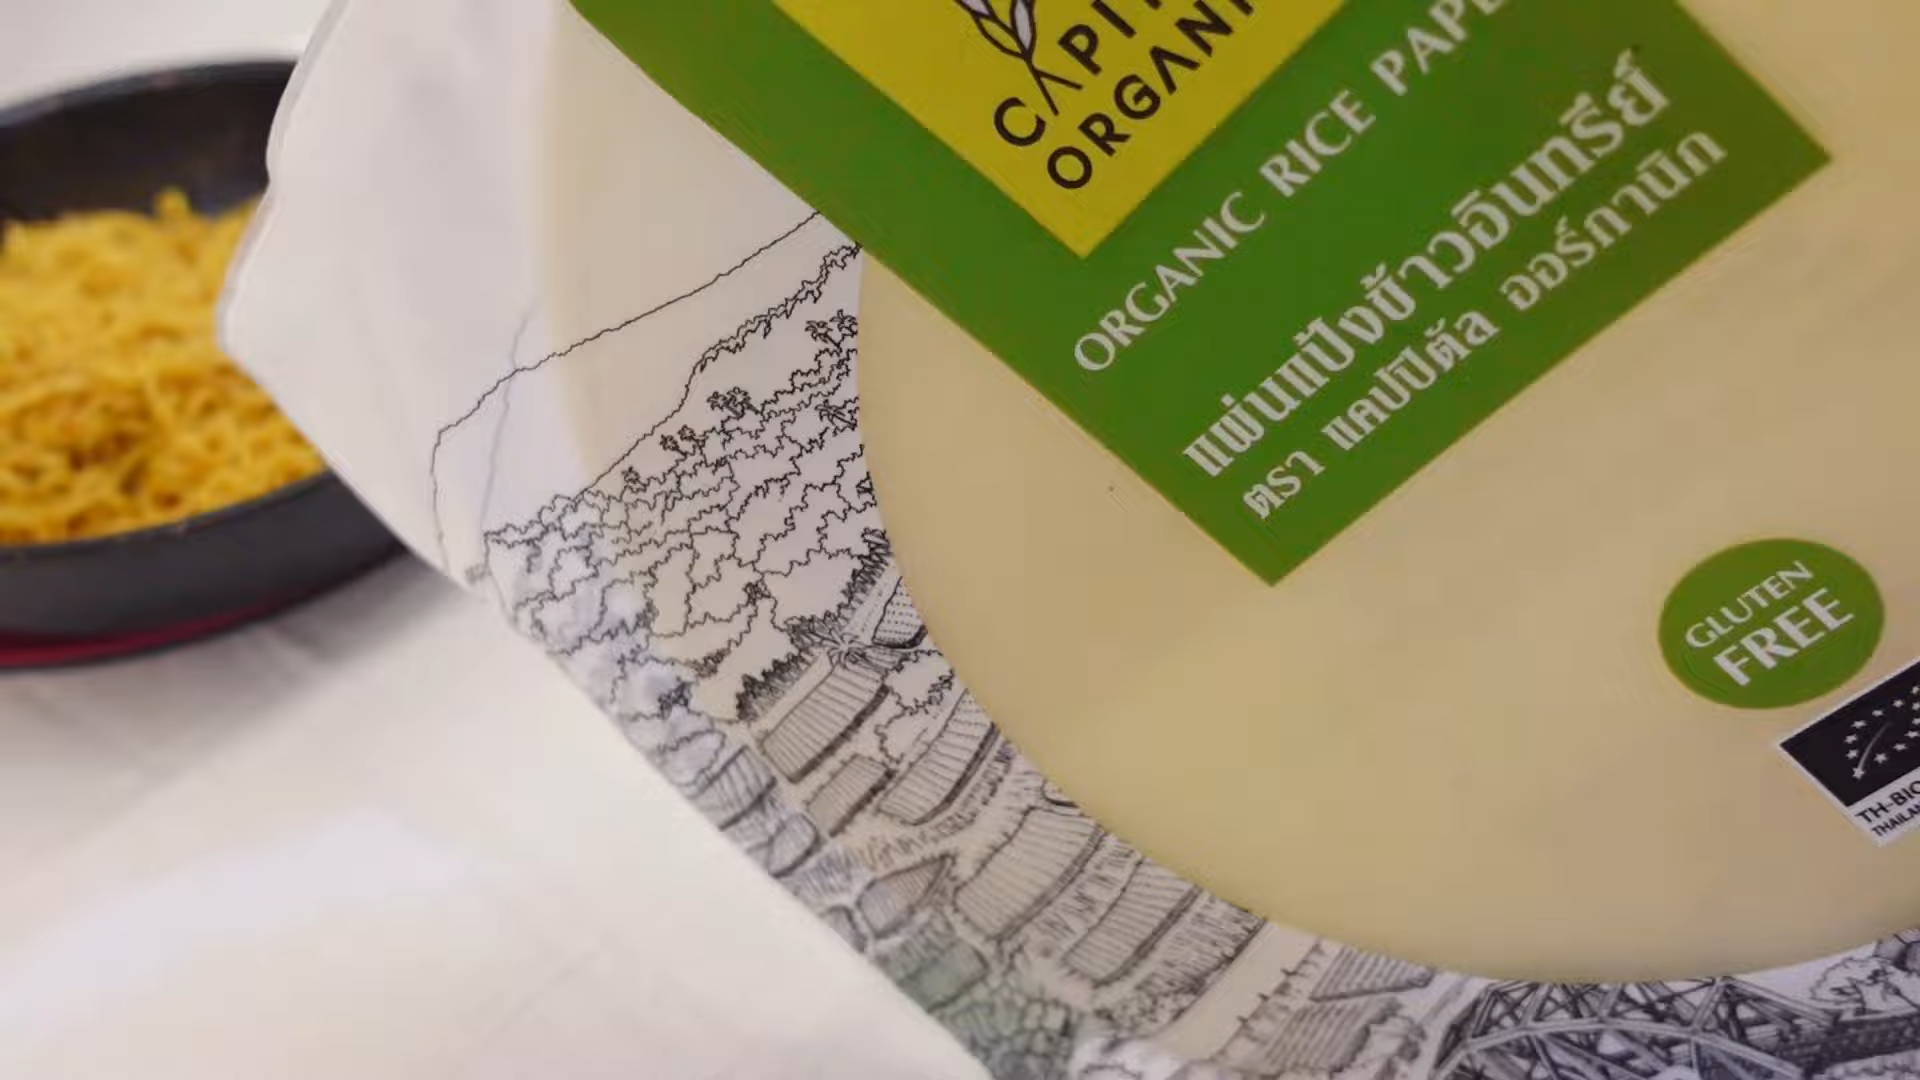 ORGANIC RICE
แผ่นแป้งข้าวอินทรีย์
ตรา แคปปิตัล ออร์กานิก
GLUTEN
FREE